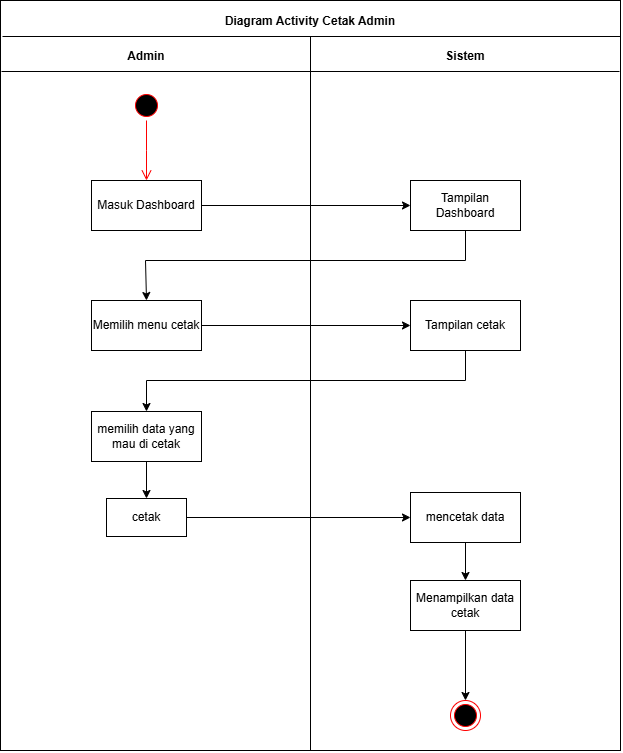 Diagram Activity Cetak Admin
Admin
Sistem
Masuk Dashboard
Tampilan
Dashboard
Memilih menu cetak
Tampilan cetak
memilih data yang
mau di cetak
cetak
mencetak data
Menampilkan data
cetak